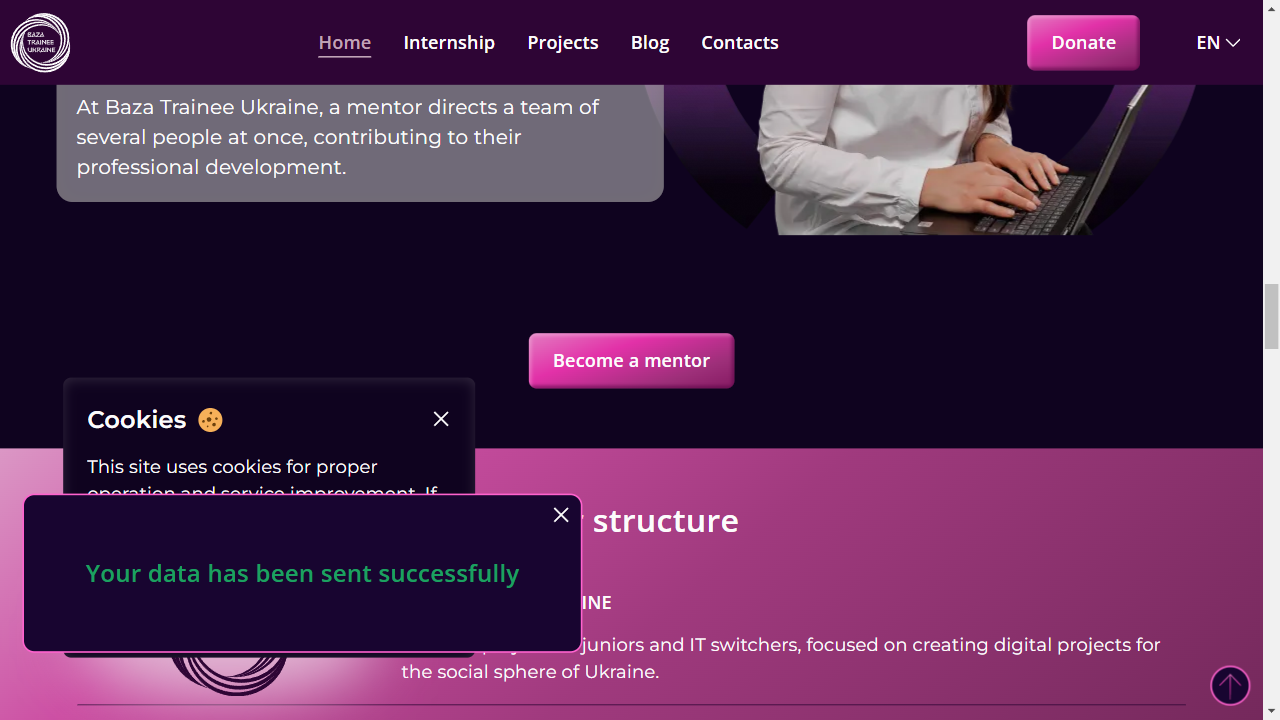 BAZA
TRAINEE
UKRAINE
Home
Internship
Projects
Blog
Contacts
Donate
EN
At Baza Trainee Ukraine, a mentor directs a team of
several people at once, contributing to their
professional development.
Become a mentor
Cookies
This site uses cookies for proper
operation and service improvement. If
structure
Your data has been sent successfully
juniors and IT switchers, focused on creating digital projects for
the social sphere of Ukraine.